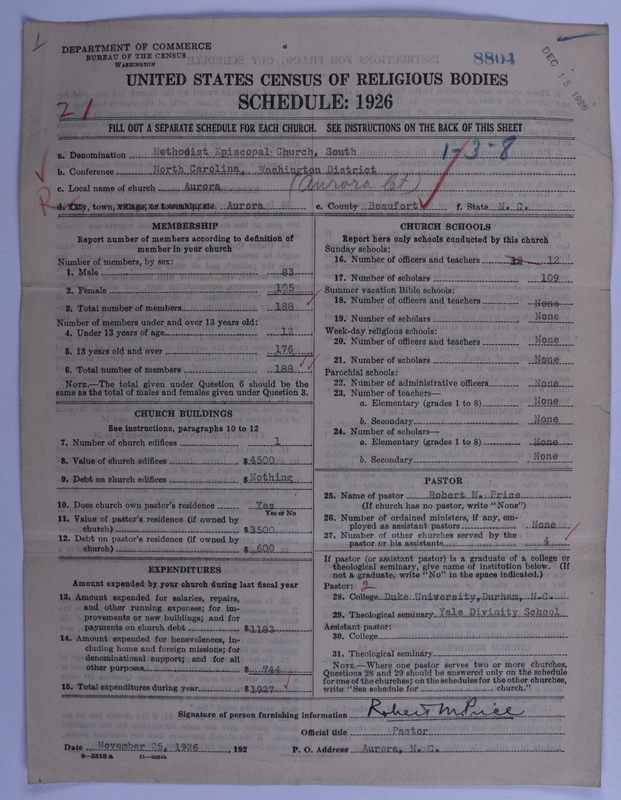 DEPARTMENT OF COMMERCE
BUREAU OF THE CENSUS
WASHINGTON
8804
DEC 15 1926
UNITED STATES CENSUS OF RELIGIOUS BODIES
SCHEDULE: 1926
21
FILL OUT A SEPARATE SCHEDULE FOR EACH CHURCH. SEE INSTRUCTIONS ON THE BACK OF THIS SHEET
a. Denomination Methodist Episcopal Church, South 1-3-8
b. Conference North Carolina, Washington District
c. Local name of church Aurora (Aurora Ct)
d. City, town, village, or township, etc. Aurora e. County Beaufort f. State N. C.
MEMBERSHIP
Report number of members according to definition of
member in your church
Number of members, by sex:
1. Male 83
2. Female 105
3. Total number of members 188
Number of members under and over 13 years old:
4. Under 13 years of age 12
5. 13 years old and over 176
6. Total number of members 188
NOTE.—The total given under Question 6 should be the
same as the total of males and females given under Question 3.
CHURCH BUILDINGS
See instructions, paragraphs 10 to 12
7. Number of church edifices 1
8. Value of church edifices $4500
9. Debt on church edifices $Nothing
10. Does church own pastor's residence Yes
Yes or No
11. Value of pastor's residence (if owned by
church) $3500
12. Debt on pastor's residence (if owned by
church) $ 600
EXPENDITURES
Amount expended by your church during last fiscal year
13. Amount expended for salaries, repairs,
and other running expenses; for im-
provements or new buildings; and for
payments on church debt $1183
14. Amount expended for benevolences, in-
cluding home and foreign missions; for
denominational support; and for all
other purposes $ 744
15. Total expenditures during year $1927
CHURCH SCHOOLS
Report here only schools conducted by this church
Sunday schools:
16. Number of officers and teachers 12 12
17. Number of scholars 109
Summer vacation Bible schools:
18. Number of officers and teachers None
19. Number of scholars None
Week-day religious schools:
20. Number of officers and teachers None
21. Number of scholars None
Parochial schools:
22. Number of administrative officers None
23. Number of teachers—
a. Elementary (grades 1 to 8) None
b. Secondary None
24. Number of scholars—
a. Elementary (grades 1 to 8) None
b. Secondary None
PASTOR
25. Name of pastor Robert M. Price
(If church has no pastor, write "None")
26. Number of ordained ministers, if any, em-
ployed as assistant pastors None
27. Number of other churches served by the
pastor or his assistants 4
If pastor (or assistant pastor) is a graduate of a college or
theological seminary, give name of institution below. (If
not a graduate, write "No" in the space indicated.)
Pastor: 2
28. College Duke University, Durham, N.C.
29. Theological seminary Yale Divinity School
Assistant pastor:
30. College
31. Theological seminary
NOTE.—Where one pastor serves two or more churches,
Questions 28 and 29 should be answered only on the schedule
for one of the churches; on the schedules for the other churches,
write "See schedule for church."
Signature of person furnishing information Robert M Price
Official title Pastor
Date November 25, 1926, 192 P. O. Address Aurora, N. C.
8-5518a 11-9864b